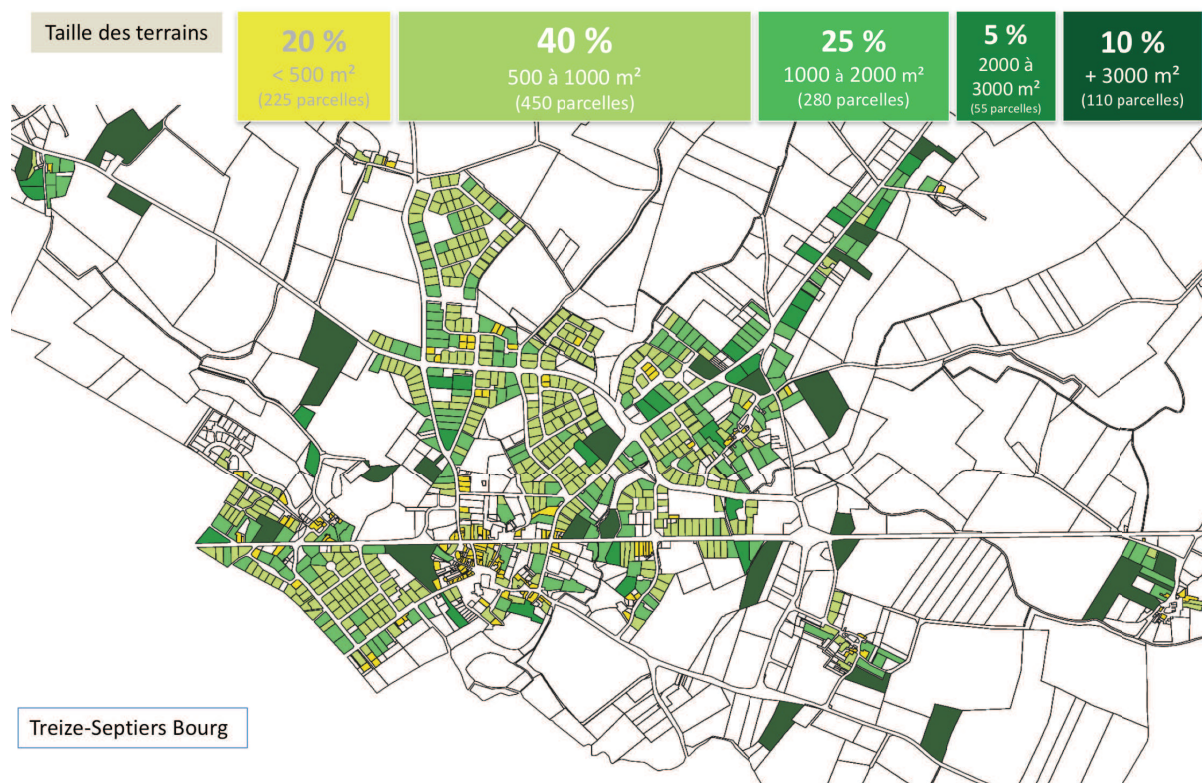 Taille des terrains
20 %
< 500 m²
(225 parcelles)
40 %
500 à 1000 m²
(450 parcelles)
25 %
1000 à 2000 m²
(280 parcelles)
5 %
2000 à
3000 m²
(55 parcelles)
10 %
+ 3000 m²
(110 parcelles)
Treize-Septiers Bourg